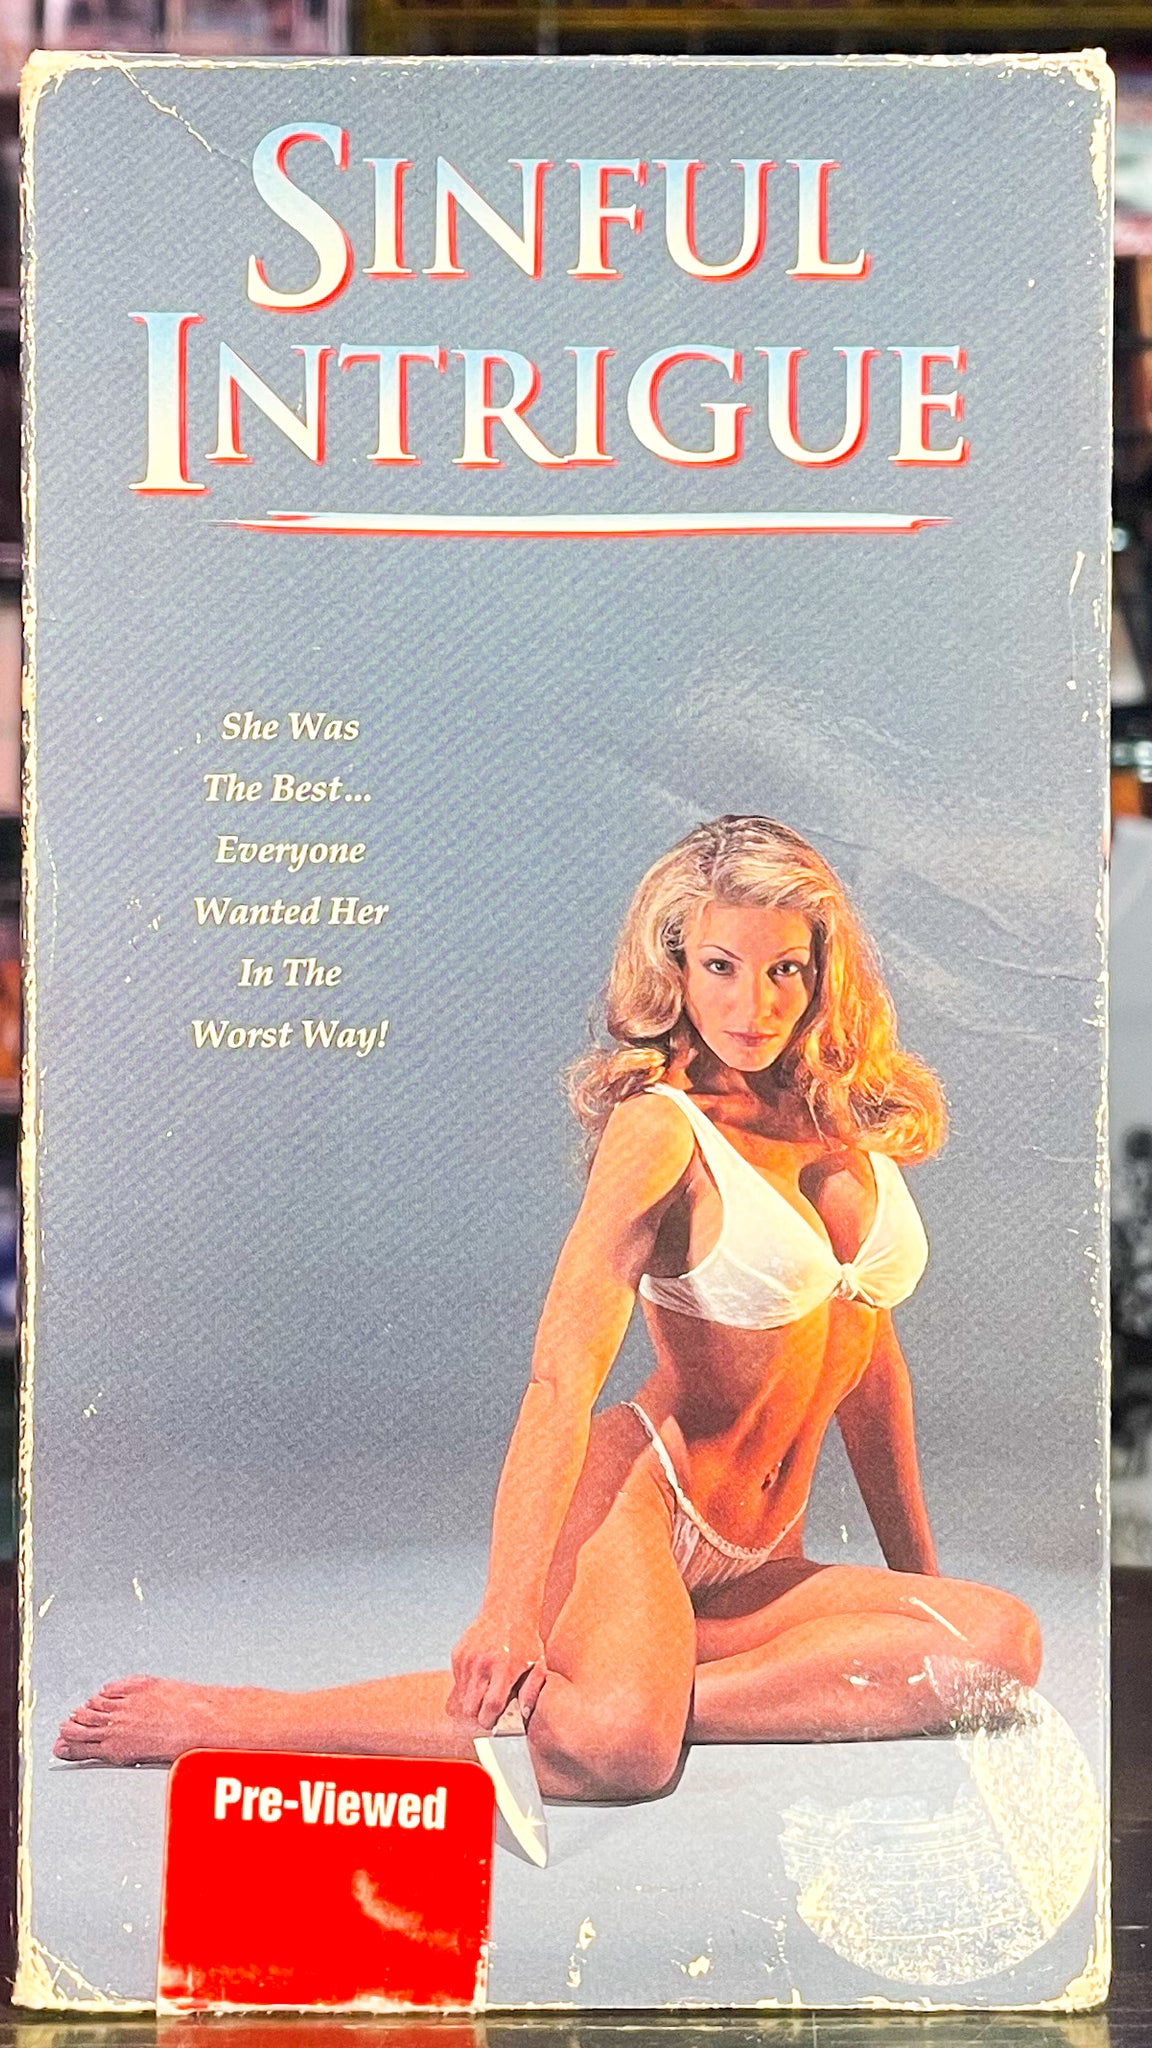 SINFUL
INTRIGUE
She Was
The Best...
Everyone
Wanted Her
In The
Worst Way!
Pre-Viewed